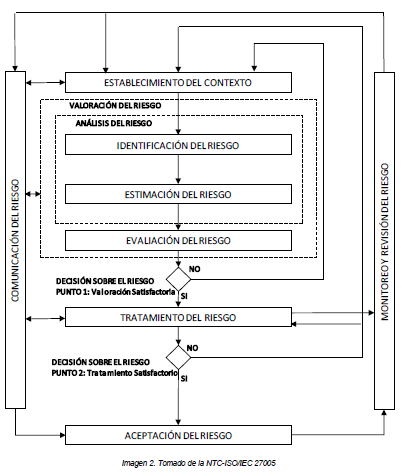 ESTABLECIMIENTO DEL CONTEXTO
VALORACIÓN DEL RIESGO
ANÁLISIS DEL RIESGO
IDENTIFICACIÓN DEL RIESGO
ESTIMACIÓN DEL RIESGO
EVALIACIÓN DEL RIESGO
NO
DECISIÓN SOBRE EL RIESGO
PUNTO 1: Valoración Satisfactoria
SI
TRATAMIENTO DEL RIESGO
DECISIÓN SOBRE EL RIESGO
NO
PUNTO 2: Tratamiento Satisfactorio
SI
ACEPTACIÓN DEL RIESGO
COMUNICACIÓN DEL RIESGO
MONITOREO Y REVISIÓN DEL RIESGO
Imagen 2. Tomado de la NTC-ISO/IEC 27005